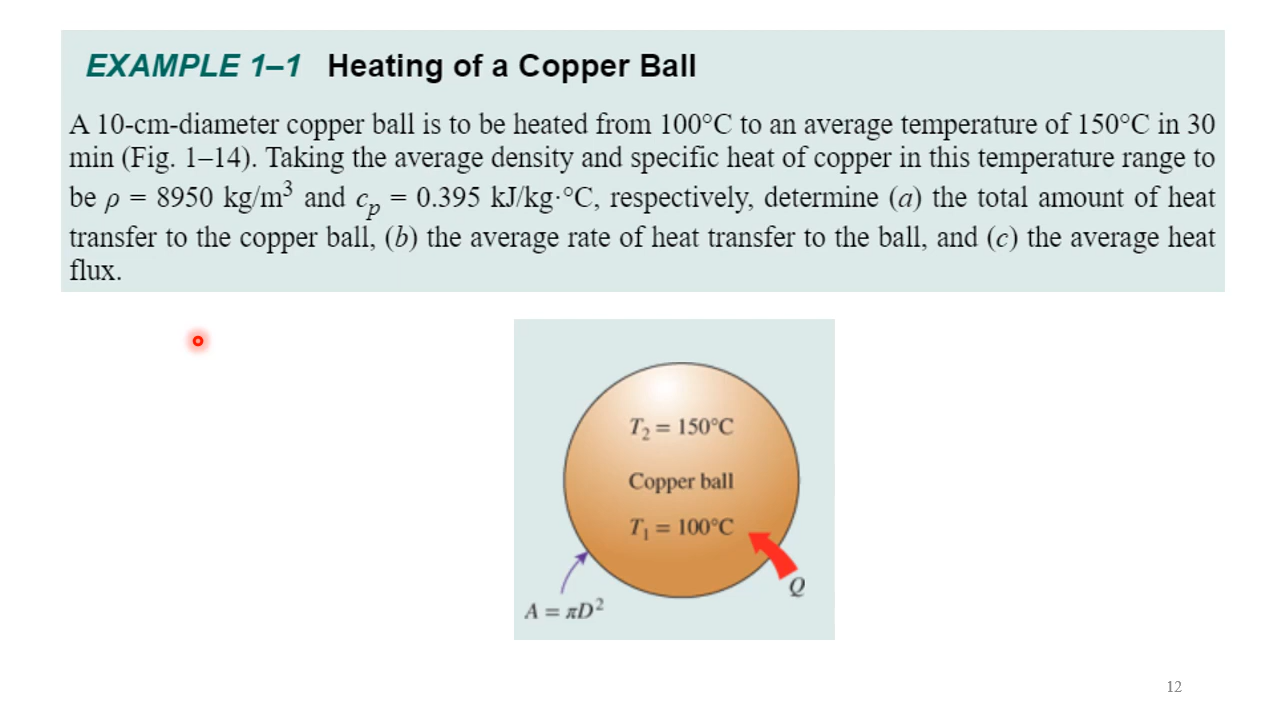 EXAMPLE 1–1 Heating of a Copper Ball
A 10-cm-diameter copper ball is to be heated from 100°C to an average temperature of 150°C in 30
min (Fig. 1–14). Taking the average density and specific heat of copper in this temperature range to
be ρ = 8950 kg/m³ and cₚ = 0.395 kJ/kg·°C, respectively, determine (a) the total amount of heat
transfer to the copper ball, (b) the average rate of heat transfer to the ball, and (c) the average heat
flux.
T₂ = 150°C
Copper ball
T₁ = 100°C
Q
A = πD²
12